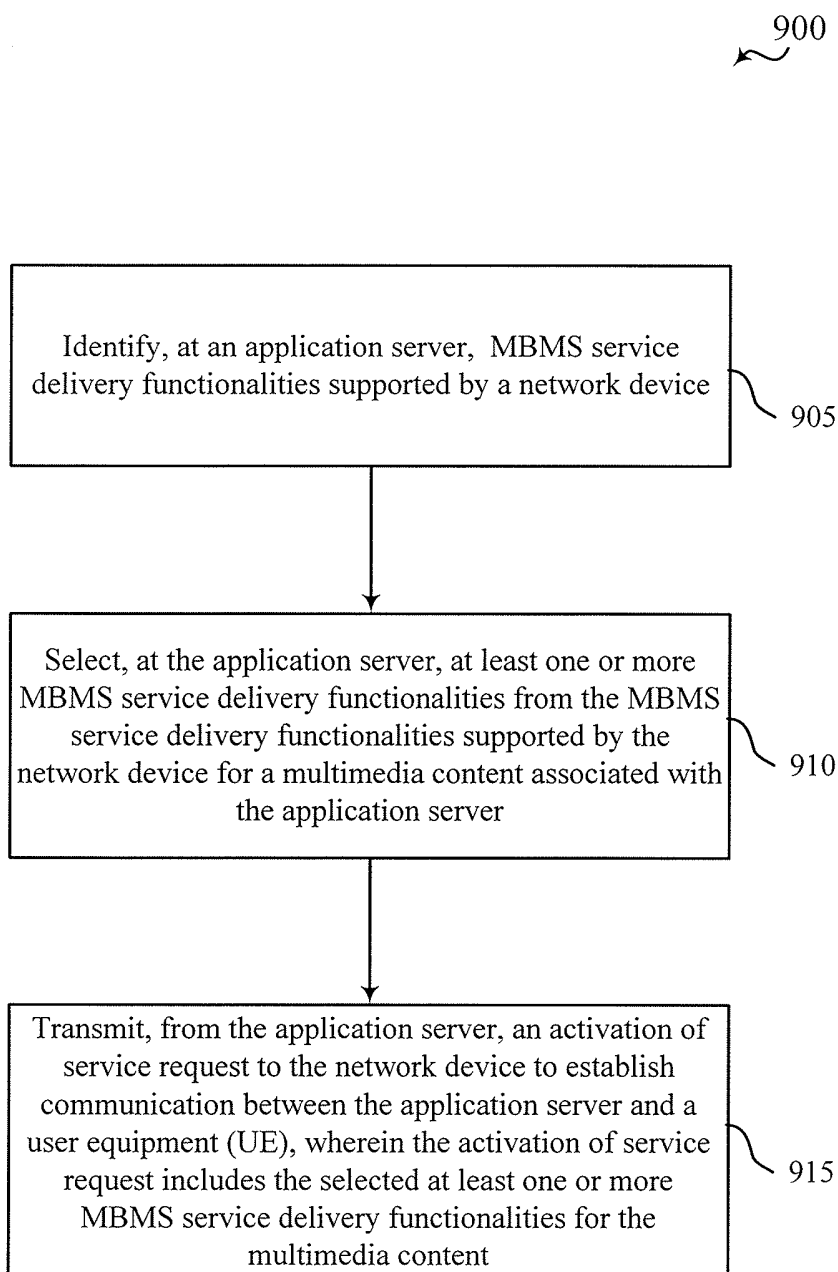 900
Identify, at an application server, MBMS service
delivery functionalities supported by a network device
905
Select, at the application server, at least one or more
MBMS service delivery functionalities from the MBMS
service delivery functionalities supported by the
network device for a multimedia content associated with
the application server
910
Transmit, from the application server, an activation of
service request to the network device to establish
communication between the application server and a
user equipment (UE), wherein the activation of service
request includes the selected at least one or more
MBMS service delivery functionalities for the
multimedia content
915